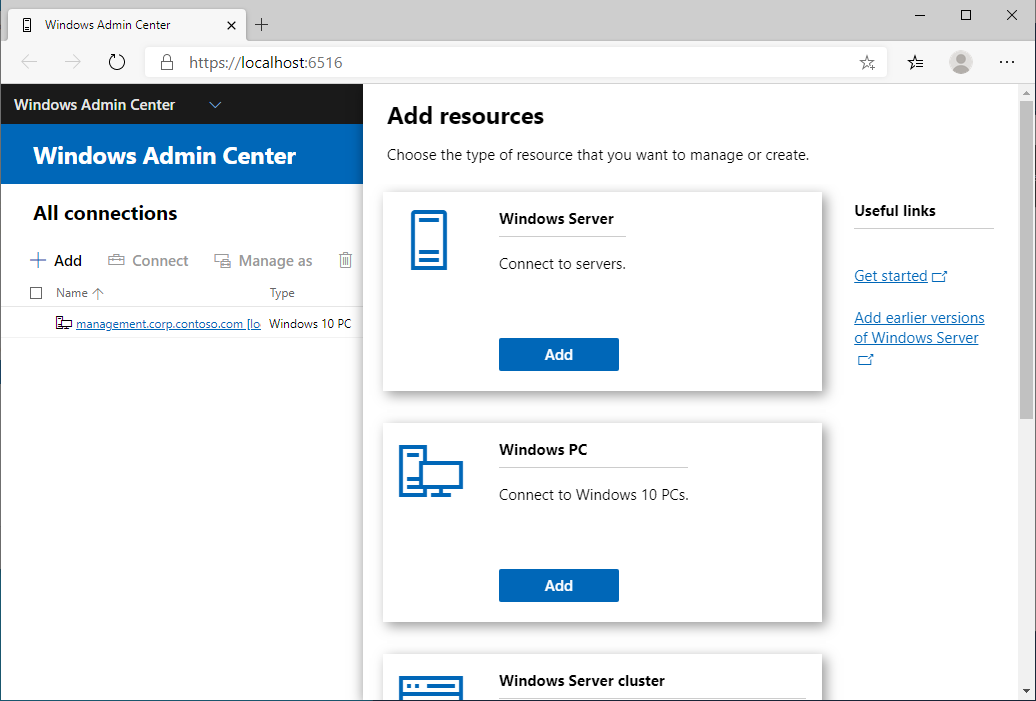 Windows Admin Center
https://localhost:6516
Windows Admin Center
Windows Admin Center
All connections
Add Connect Manage as
Name Type
management.corp.contoso.com [lo Windows 10 PC
Add resources
Choose the type of resource that you want to manage or create.
Windows Server
Connect to servers.
Add
Windows PC
Connect to Windows 10 PCs.
Add
Windows Server cluster
Useful links
Get started
Add earlier versions
of Windows Server